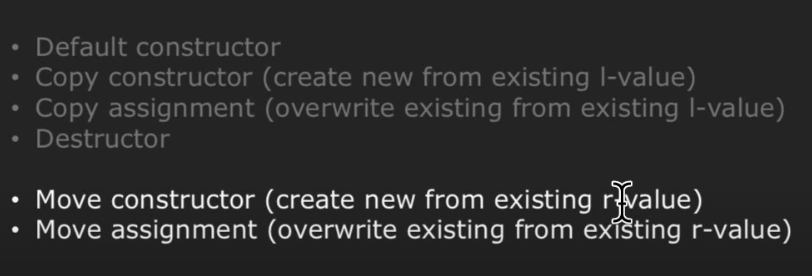 • Default constructor
• Copy constructor (create new from existing l-value)
• Copy assignment (overwrite existing from existing l-value)
• Destructor
• Move constructor (create new from existing r-value)
• Move assignment (overwrite existing from existing r-value)